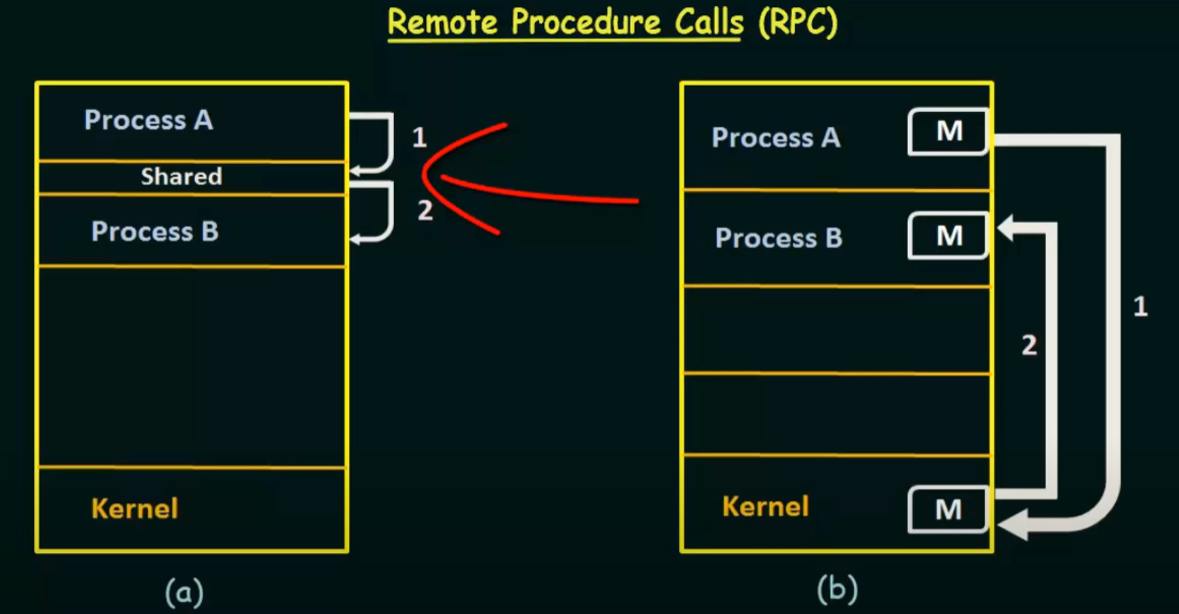 Remote Procedure Calls (RPC)
Process A
1
Shared
2
Process B
Kernel
(a)
Process A
M
Process B
M
1
2
Kernel
M
(b)